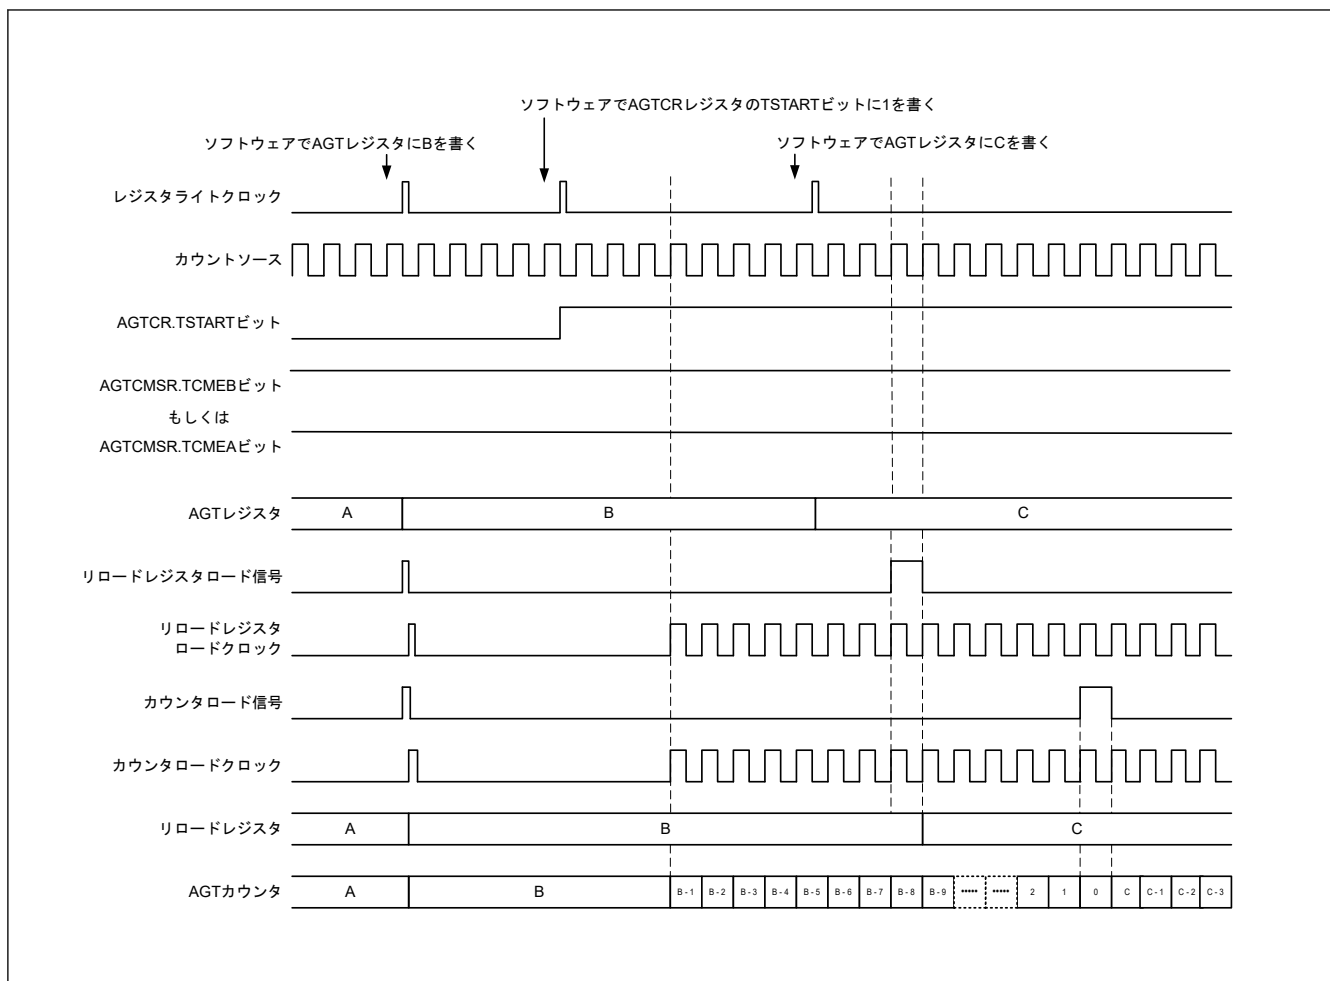 ソフトウェアでAGTCRレジスタのTSTARTビットに1を書く
ソフトウェアでAGTレジスタにBを書く
ソフトウェアでAGTレジスタにCを書く
レジスタライトクロック
カウントソース
AGTCR.TSTARTビット
AGTCMSR.TCMEBビット
もしくは
AGTCMSR.TCMEAビット
AGTレジスタ
A
B
C
リロードレジスタロード信号
リロードレジスタ
ロードクロック
カウンタロード信号
カウンタロードクロック
リロードレジスタ
A
B
C
AGTカウンタ
A
B
B-1
B-2
B-3
B-4
B-5
B-6
B-7
B-8
B-9
•••••
•••••
2
1
0
C
C-1
C-2
C-3